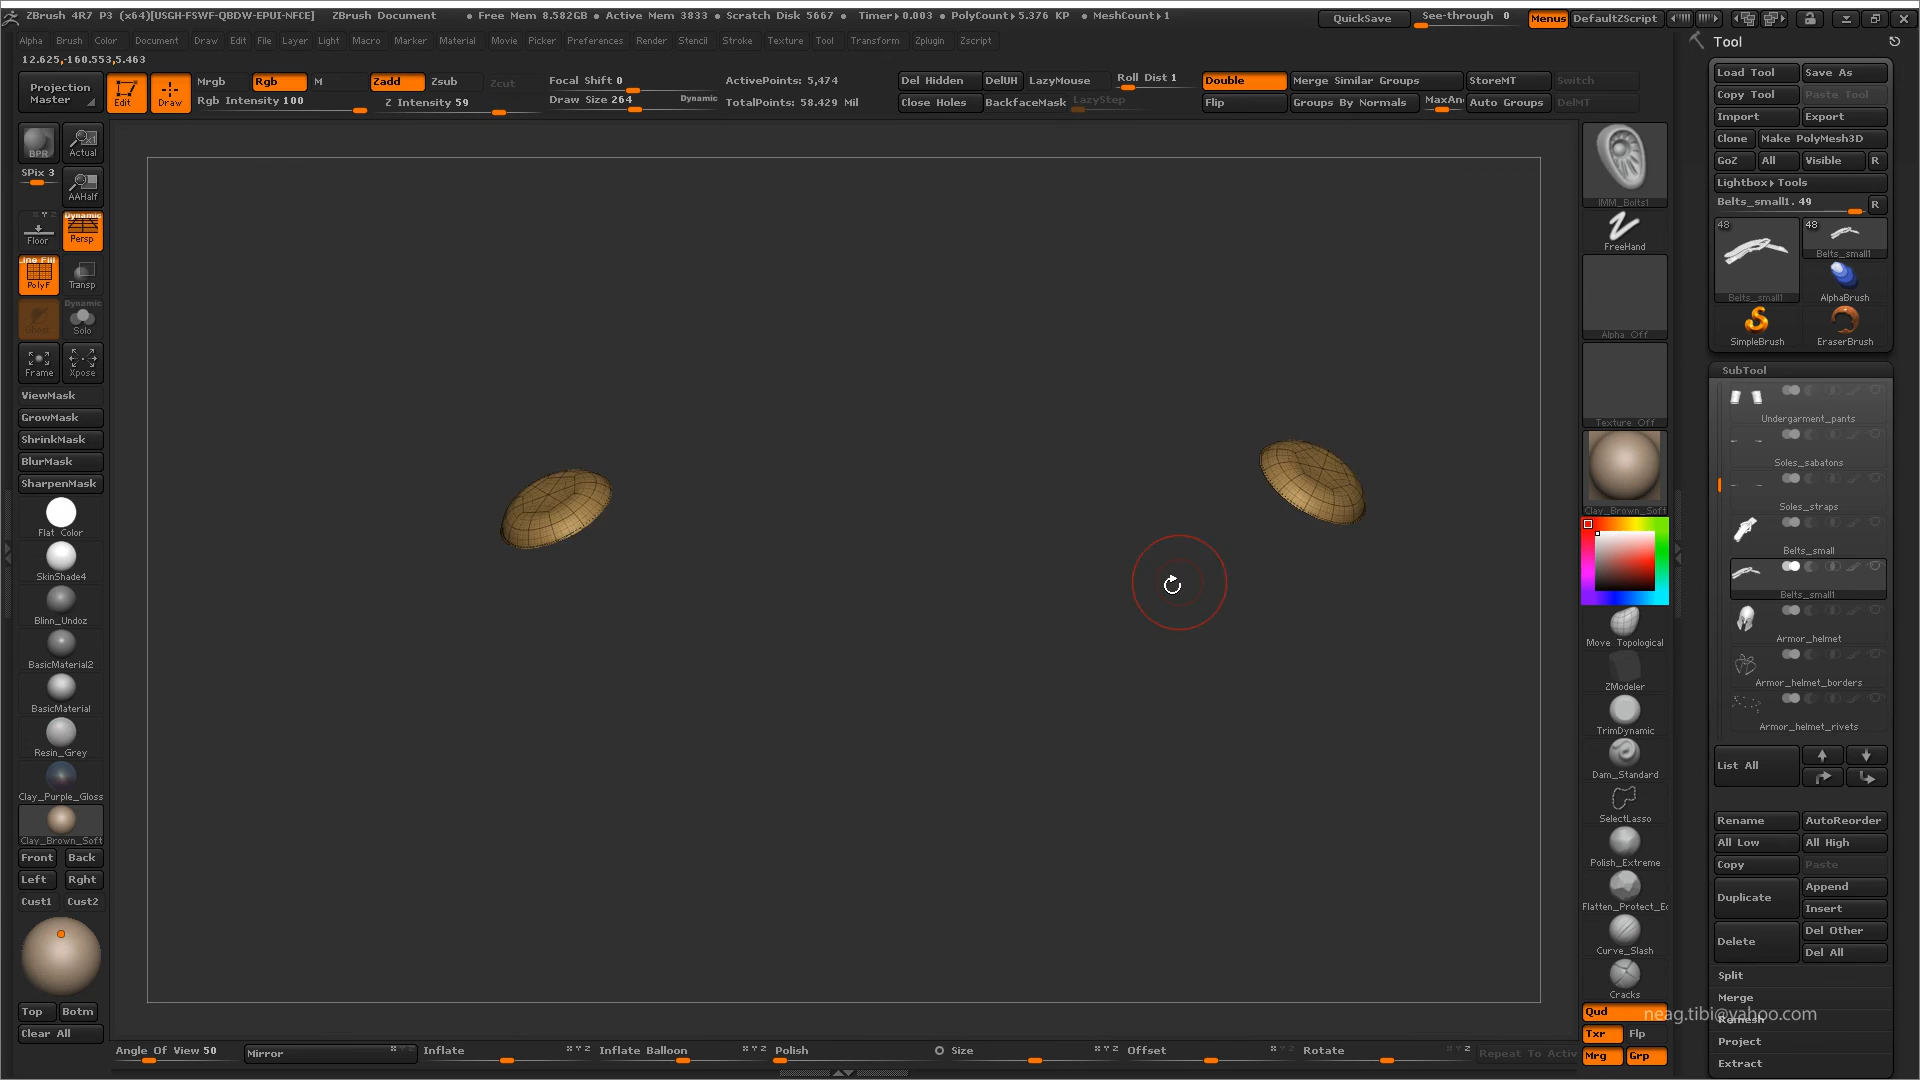 ZBrush 4R7 P3 (x64)[USGH-FSWF-QBDW-EPUI-NFCE] ZBrush Document • Free Mem 8.582GB • Active Mem 3833 • Scratch Disk 5667 • Timer▸0.003 • PolyCount▸5.376 KP • MeshCount▸1 QuickSave See-through 0 Menus DefaultZScript
Alpha Brush Color Document Draw Edit File Layer Light Macro Marker Material Movie Picker Preferences Render Stencil Stroke Texture Tool Transform Zplugin Zscript
12.625,-160.553,5.463
Projection Master
Edit
Draw
Mrgb Rgb M Zadd Zsub Zcut
Rgb Intensity 100 Z Intensity 59
Focal Shift 0
Draw Size 264 Dynamic
ActivePoints: 5,474
TotalPoints: 58.429 Mil
Del Hidden DelUH LazyMouse Roll Dist 1
Close Holes BackfaceMask LazyStep
Double Merge Similar Groups StoreMT Switch
Flip Groups By Normals MaxAn Auto Groups DelMT
BPR
Actual
SPix 3
AAHalf
Floor
Dynamic
Persp
Line Fill
PolyF
Transp
Ghost
Dynamic
Solo
Frame
Xpose
ViewMask
GrowMask
ShrinkMask
BlurMask
SharpenMask
Flat Color
SkinShade4
Blinn_Undoz
BasicMaterial2
BasicMaterial
Resin_Grey
Clay_Purple_Gloss
Clay_Brown_Soft
Front Back
Left Rght
Cust1 Cust2
Top Botm
Clear All
Angle Of View 50 Mirror Inflate Inflate Balloon Polish Size Offset Rotate Repeat To Activ
IMM_Bolts1
FreeHand
Alpha Off
Texture Off
Clay_Brown_Soft
Move Topological
ZModeler
TrimDynamic
Dam_Standard
SelectLasso
Polish_Extreme
Flatten_Protect_Ed
Curve_Slash
Cracks
Qud
Txr Flp
Mrg Grp
Tool
Load Tool Save As
Copy Tool Paste Tool
Import Export
Clone Make PolyMesh3D
GoZ All Visible R
Lightbox▸Tools
Belts_small1. 49 R
48
Belts_small1
48
Belts_small1
AlphaBrush
SimpleBrush
EraserBrush
SubTool
Undergarment_pants
Soles_sabatons
Soles_straps
Belts_small
Belts_small1
Armor_helmet
Armor_helmet_borders
Armor_helmet_rivets
List All
Rename AutoReorder
All Low All High
Copy Paste
Duplicate Append
Insert
Delete Del Other
Del All
Split
Merge
neag.tibi@yahoo.com
Remesh
Project
Extract